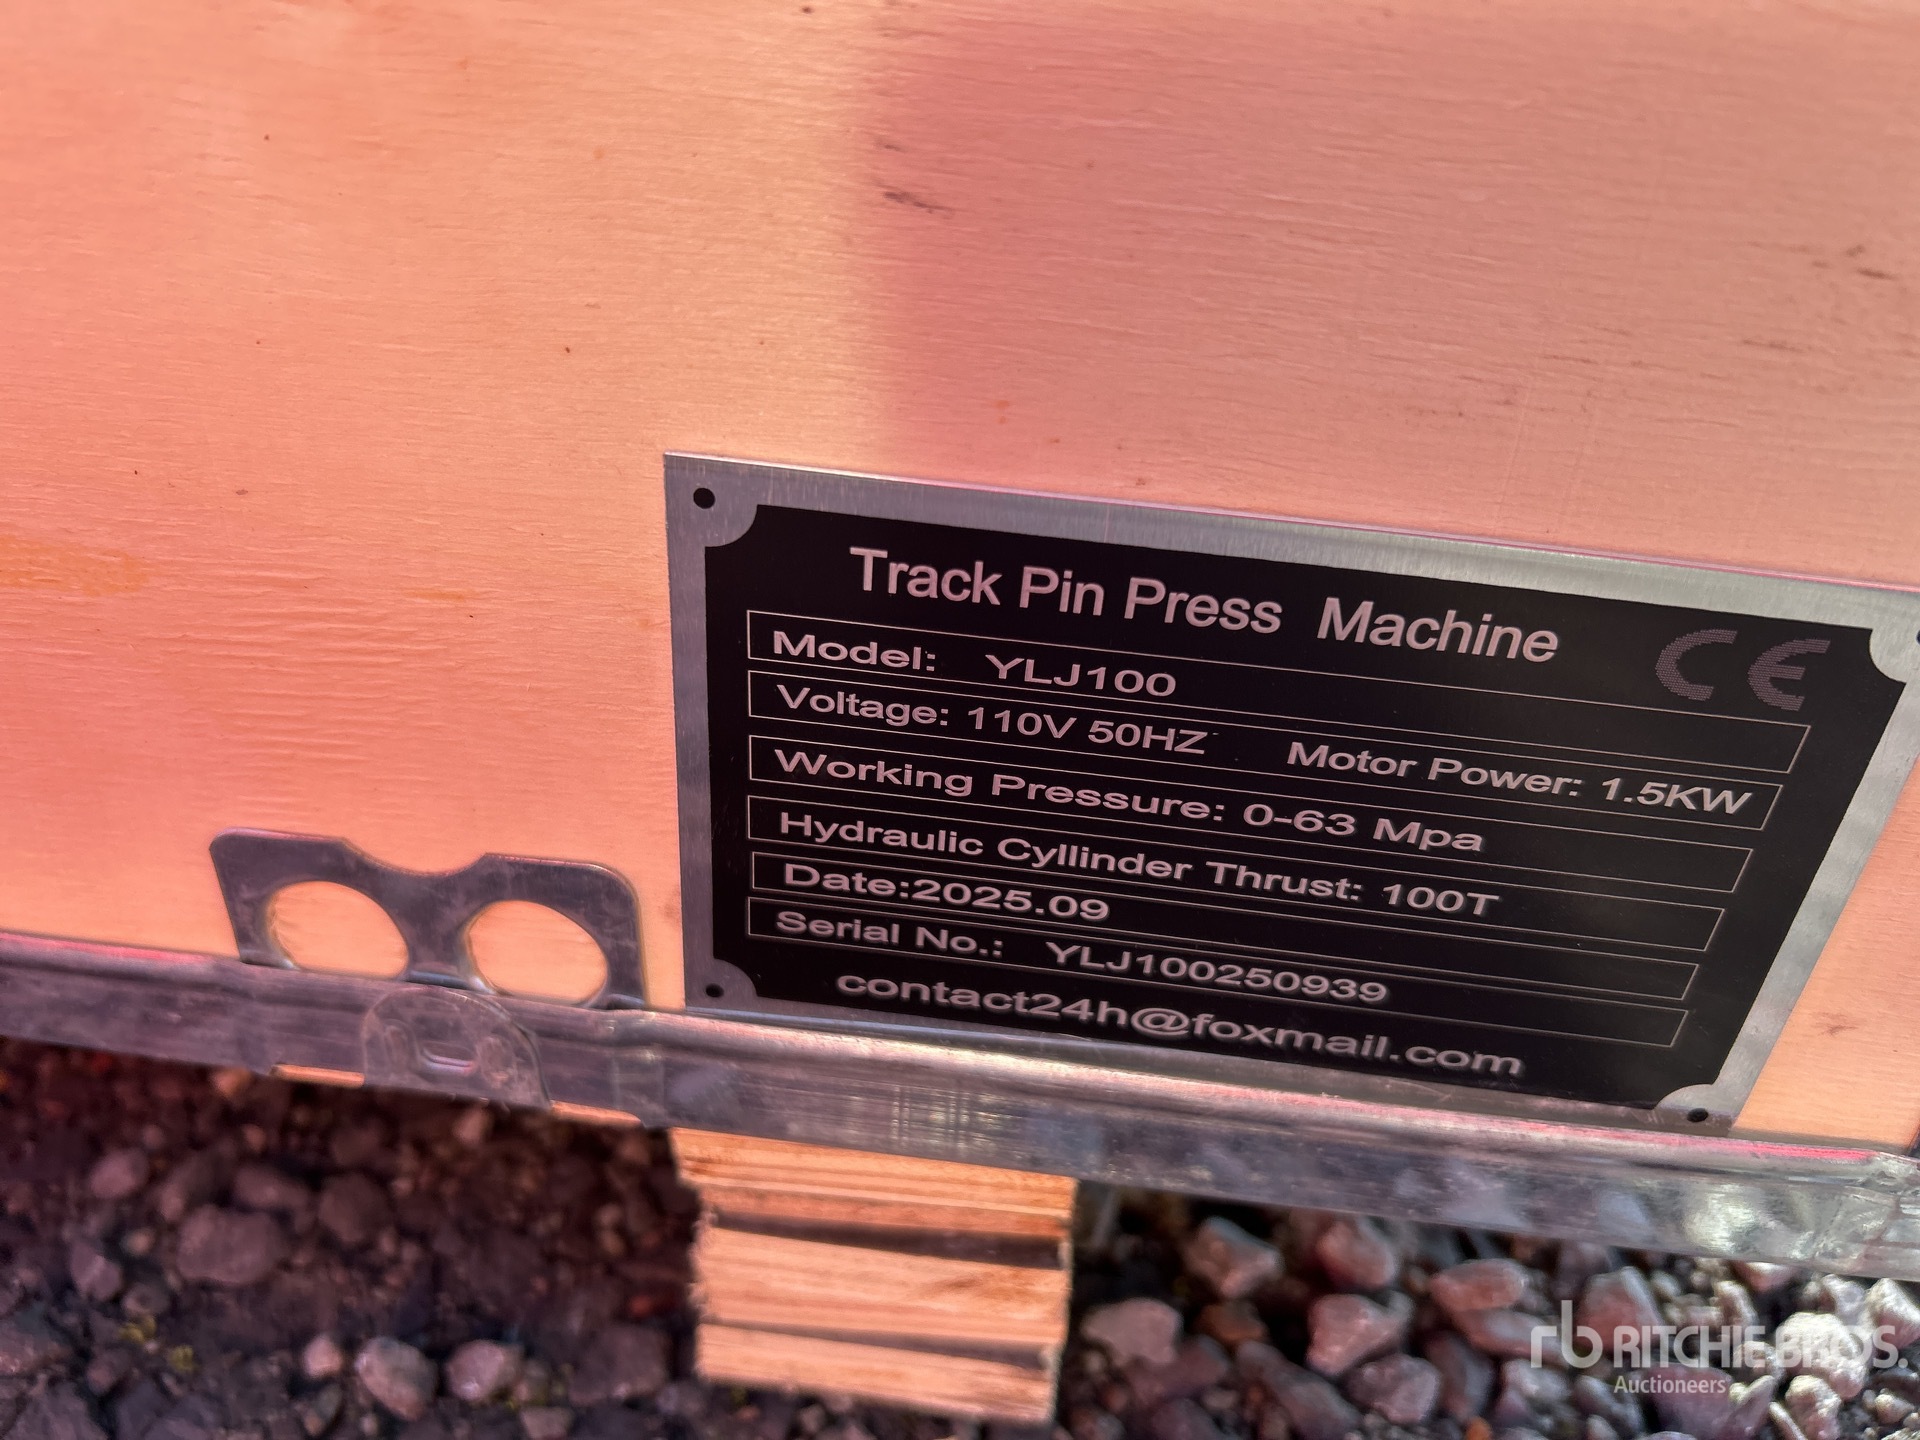 Track Pin Press Machine
CE
Model: YLJ100
Voltage: 110V 50HZ Motor Power: 1.5KW
Working Pressure: 0-63 Mpa
Hydraulic Cyllinder Thrust: 100T
Date:2025.09
Serial No.: YLJ100250939
contact24h@foxmail.com
rb RITCHIE BROS.
Auctioneers